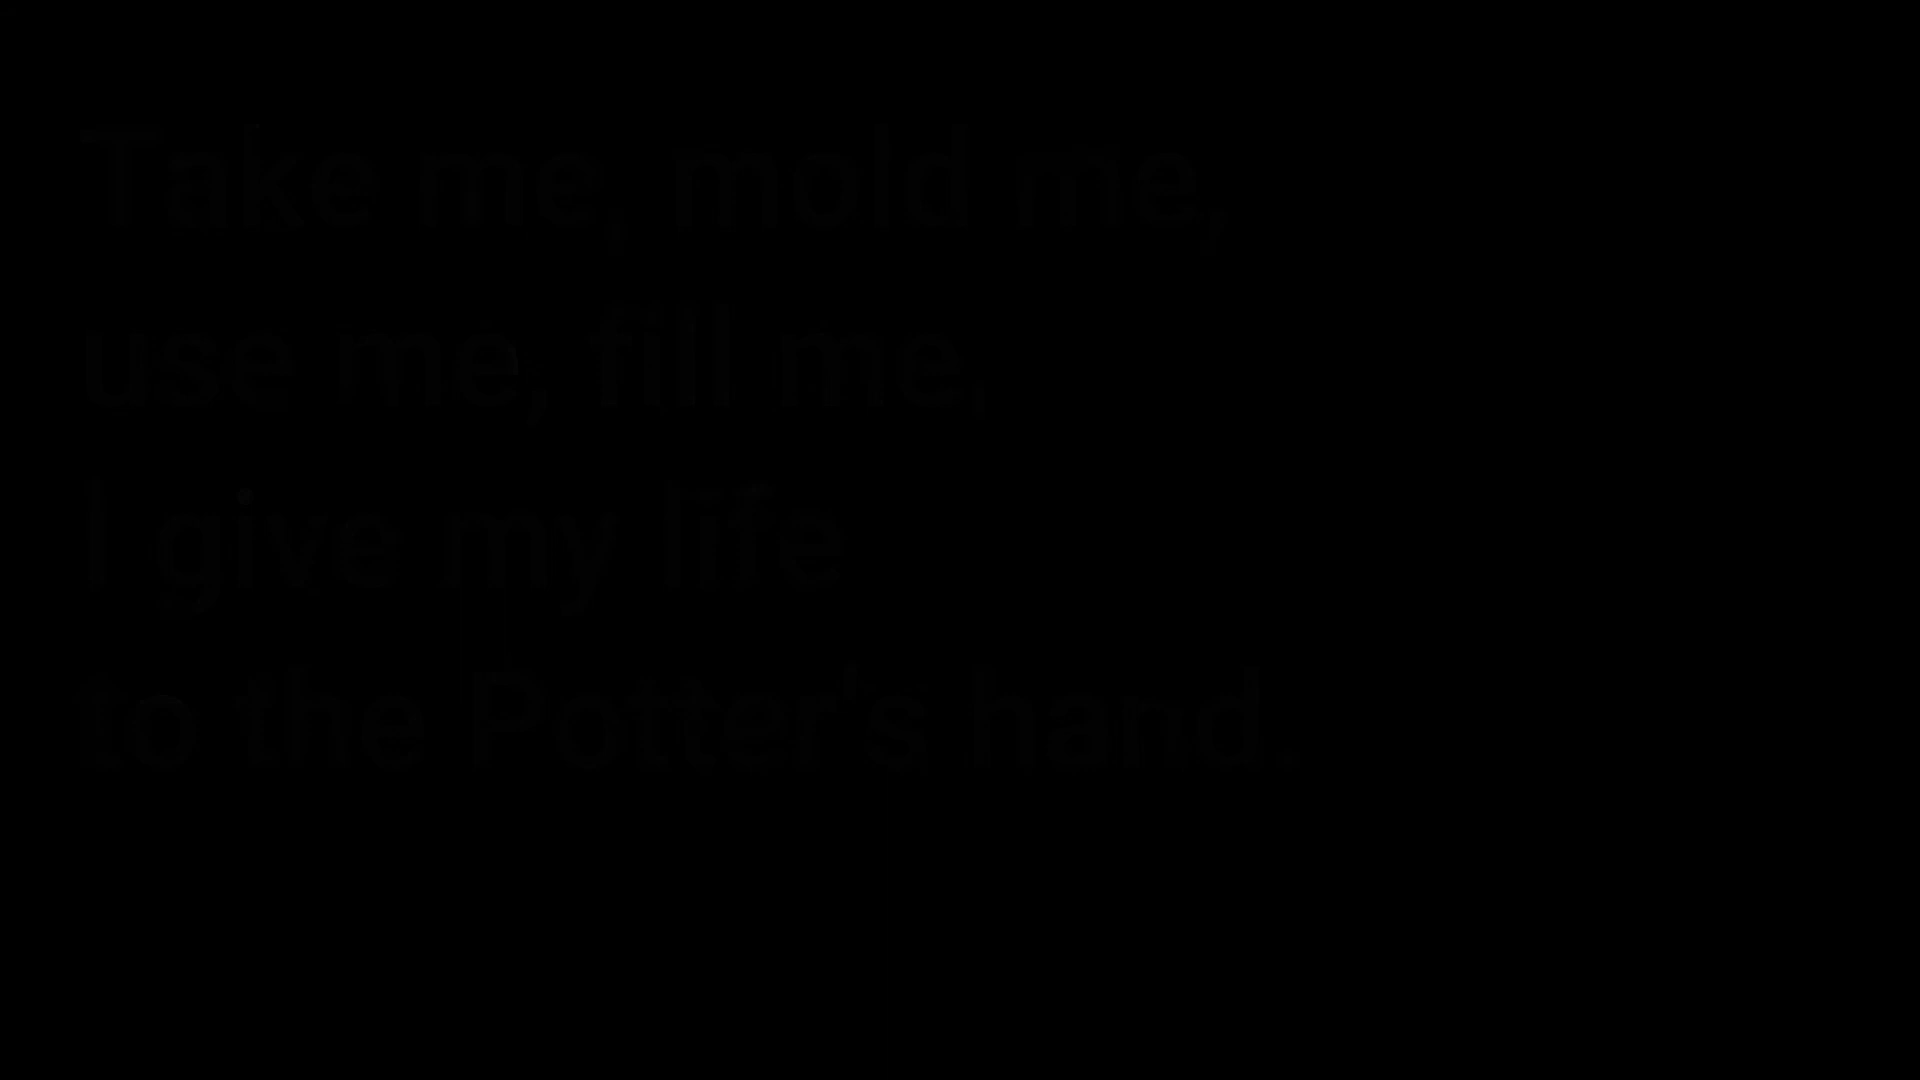 Take me, mold me,
use me, fill me,
I give my life
to the Potter's hand.